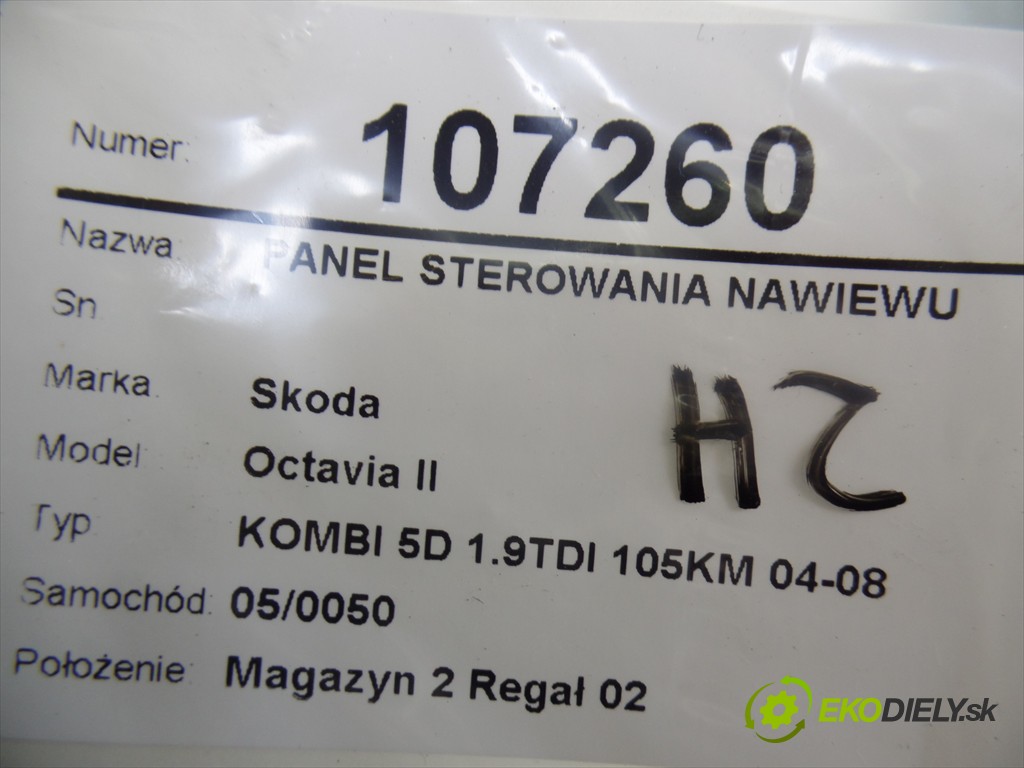 Numer: 107260
Nazwa: PANEL STEROWANIA NAWIEWU
Sn
Marka. Skoda
HZ
Model Octavia II
Typ KOMBI 5D 1.9TDI 105KM 04-08
Samochód: 05/0050
Położenie: Magazyn 2 Regał 02
EKODIELY.sk